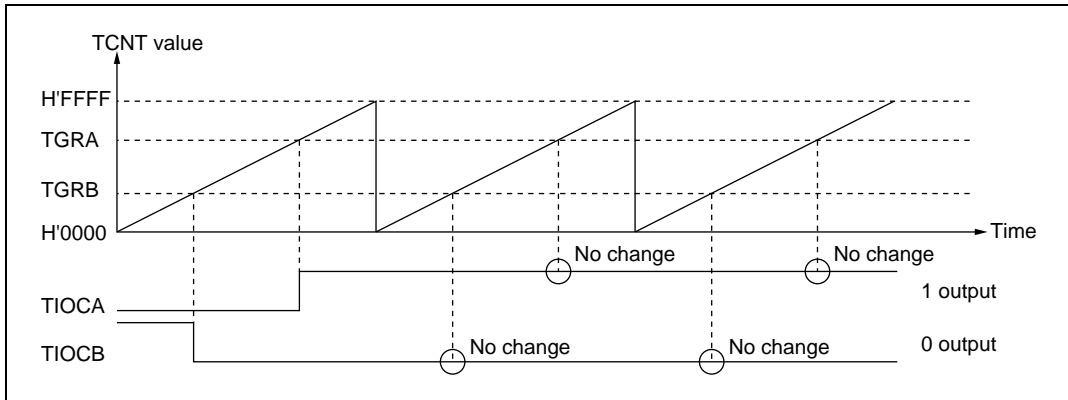 TCNT value
H'FFFF
TGRA
TGRB
H'0000
Time
No change
No change
TIOCA
1 output
No change
No change
TIOCB
0 output